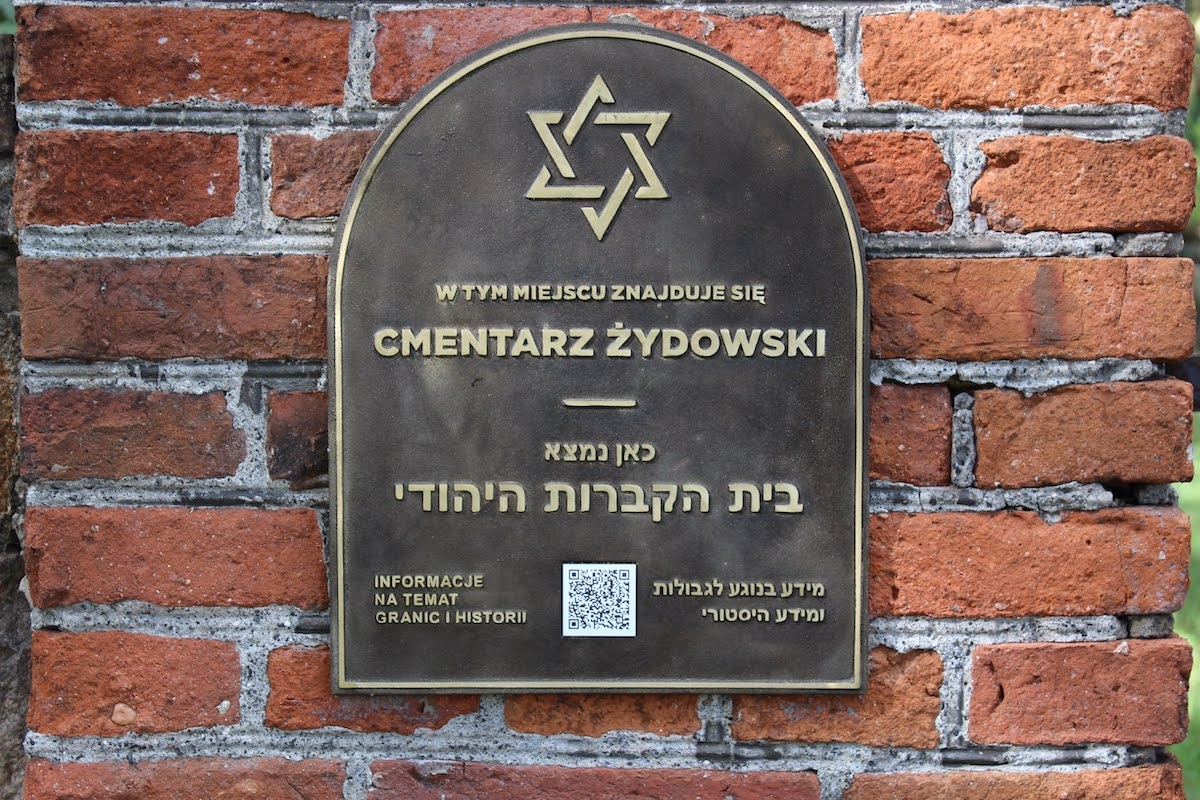 W TYM MIEJSCU ZNAJDUJE SIĘ
CMENTARZ ŻYDOWSKI
כאן נמצא
בית הקברות היהודי
INFORMACJE
NA TEMAT
GRANIC I HISTORII
מידע בנוגע לגבולות
ומידע היסטורי